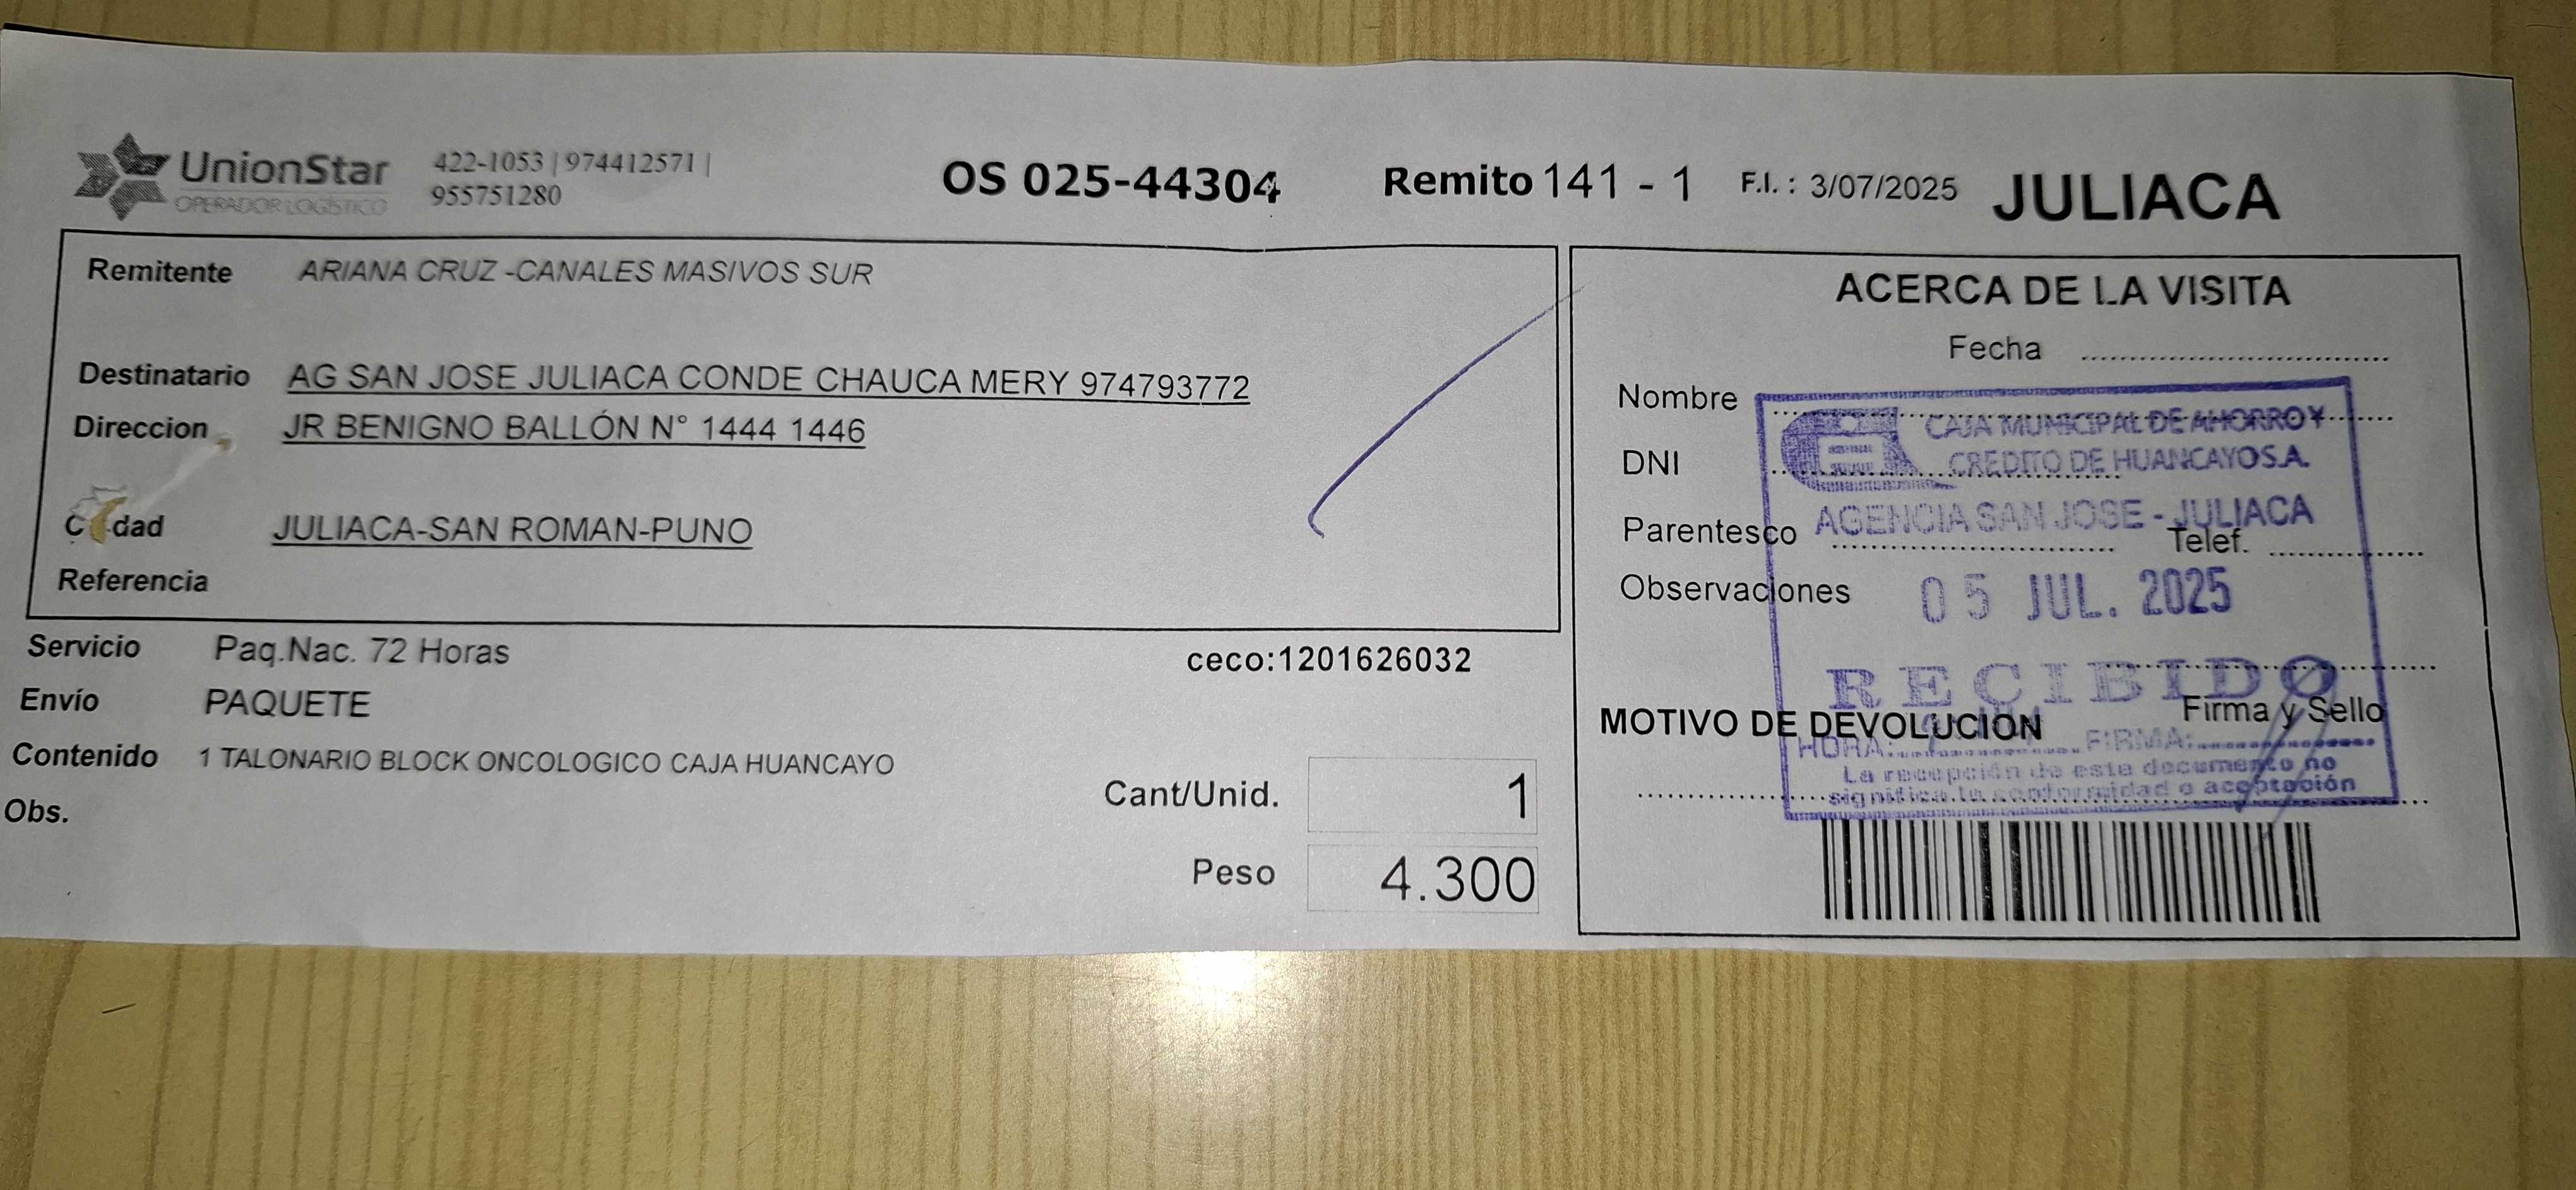 UnionStar
OPERADOR LOGÍSTICO
422-1053 | 974412571 |
955751280
OS 025-44304
Remito 141 - 1
F.I. : 3/07/2025
JULIACA
Remitente ARIANA CRUZ -CANALES MASIVOS SUR
Destinatario AG SAN JOSE JULIACA CONDE CHAUCA MERY 974793772
Direccion JR BENIGNO BALLÓN N° 1444 1446
C dad JULIACA-SAN ROMAN-PUNO
Referencia
Servicio Paq.Nac. 72 Horas
ceco:1201626032
Envío PAQUETE
Contenido 1 TALONARIO BLOCK ONCOLOGICO CAJA HUANCAYO
Obs.
Cant/Unid. 1
Peso 4.300
ACERCA DE LA VISITA
Fecha
Nombre
DNI
Parentesco
Telef.
Observaciones
Firma y Sello
MOTIVO DE DEVOLUCION
CAJA MUNICIPAL DE AHORRO Y
CREDITO DE HUANCAYO S.A.
AGENCIA SAN JOSE - JULIACA
05 JUL. 2025
RECIBIDO
HORA: FIRMA:
La recepción de este documento no
significa la conformidad o aceptación